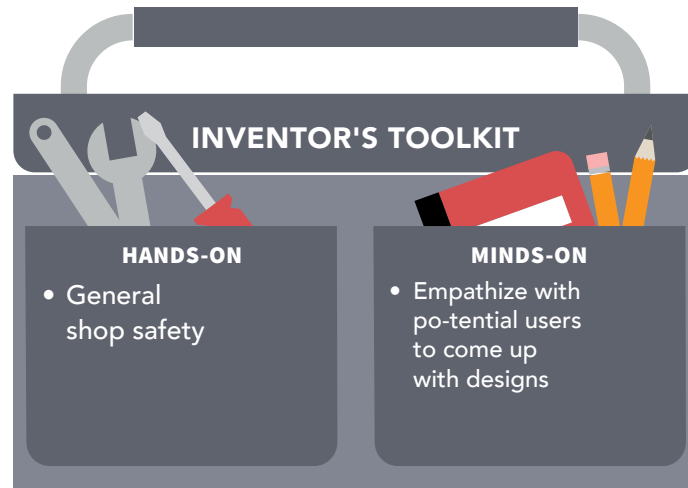 INVENTOR'S TOOLKIT
HANDS-ON
• General
shop safety
MINDS-ON
• Empathize with
po-tential users
to come up
with designs